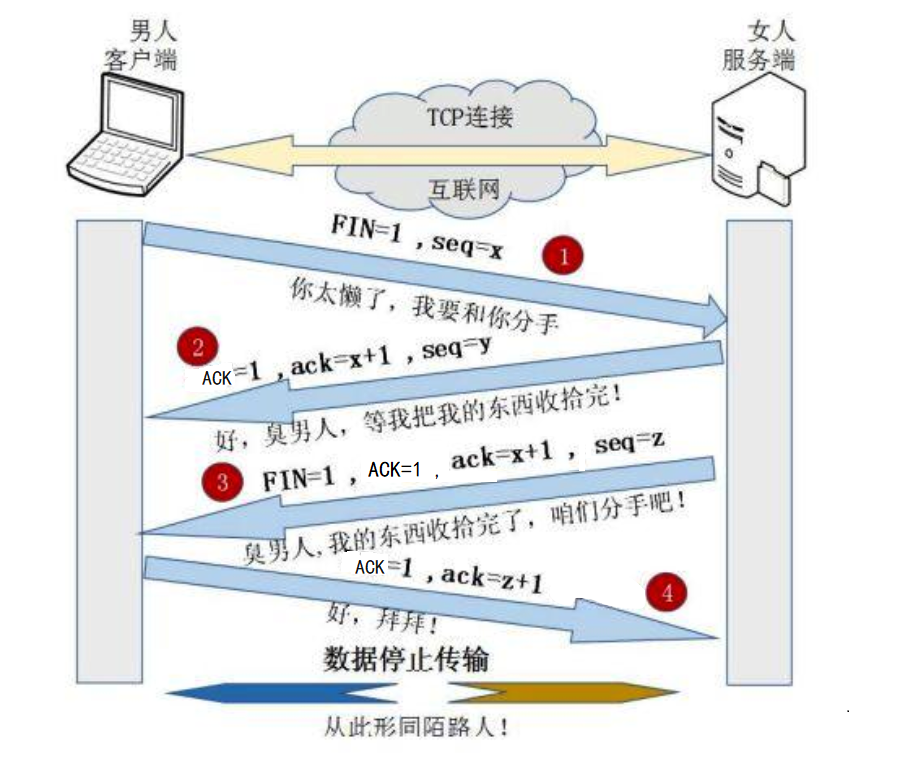 男人
客户端
女人
服务端
TCP连接
互联网
FIN=1 ,seq=x
1
你太懒了，我要和你分手
2
ACK=1 ,ack=x+1 ,seq=y
好，臭男人，等我把我的东西收拾完！
3
FIN=1 , ACK=1 , ack=x+1 , seq=z
臭男人,我的东西收拾完了，咱们分手吧！
ACK=1 ,ack=z+1
4
好，拜拜！
数据停止传输
从此形同陌路人！